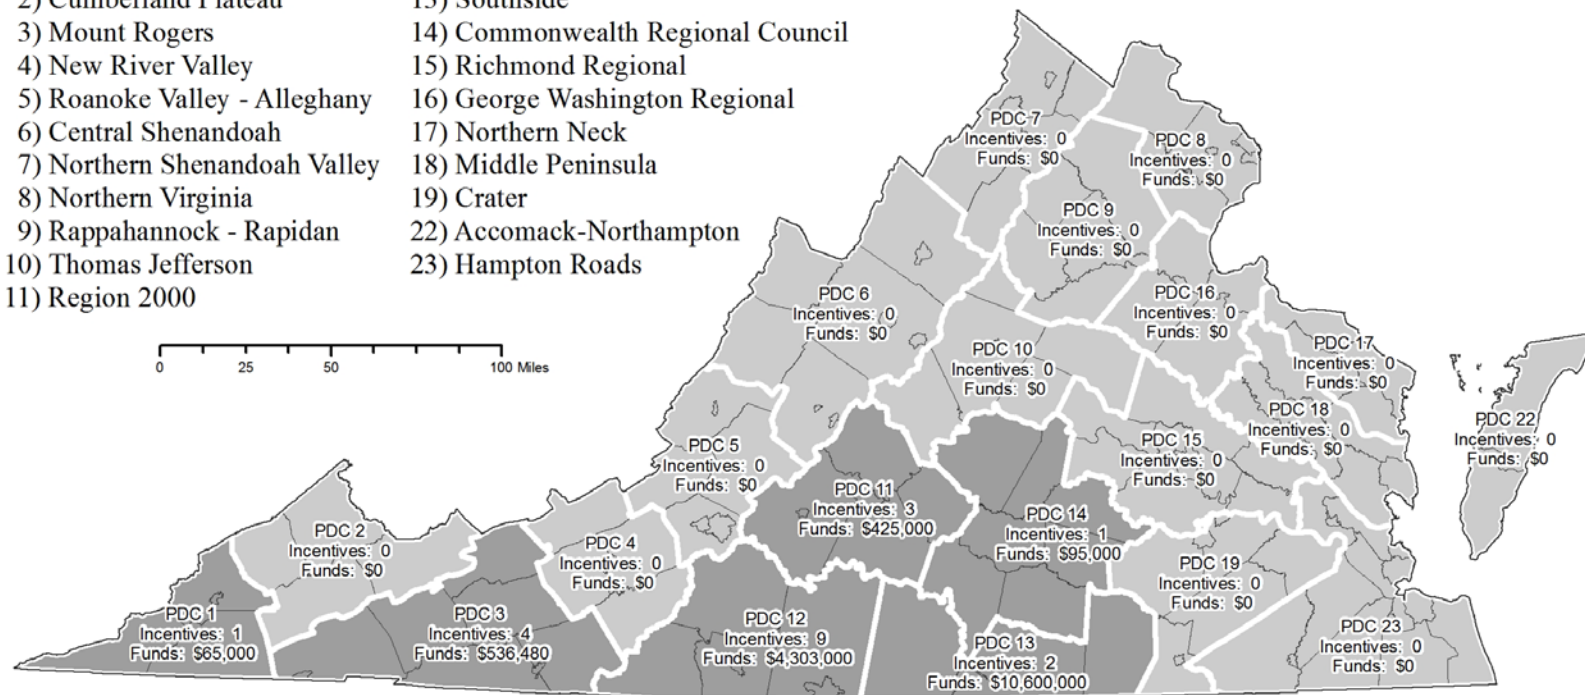 2) Cumberland Plateau
3) Mount Rogers
4) New River Valley
5) Roanoke Valley - Alleghany
6) Central Shenandoah
7) Northern Shenandoah Valley
8) Northern Virginia
9) Rappahannock - Rapidan
10) Thomas Jefferson
11) Region 2000
13) Southside
14) Commonwealth Regional Council
15) Richmond Regional
16) George Washington Regional
17) Northern Neck
18) Middle Peninsula
19) Crater
22) Accomack-Northampton
23) Hampton Roads
0 25 50 100 Miles
PDC 7
Incentives: 0
Funds: $0
PDC 8
Incentives: 0
Funds: $0
PDC 9
Incentives: 0
Funds: $0
PDC 6
Incentives: 0
Funds: $0
PDC 16
Incentives: 0
Funds: $0
PDC 10
Incentives: 0
Funds: $0
PDC 17
Incentives: 0
Funds: $0
PDC 18
Incentives: 0
Funds: $0
PDC 22
Incentives: 0
Funds: $0
PDC 5
Incentives: 0
Funds: $0
PDC 15
Incentives: 0
Funds: $0
PDC 11
Incentives: 3
Funds: $425,000
PDC 14
Incentives: 1
Funds: $95,000
PDC 2
Incentives: 0
Funds: $0
PDC 4
Incentives: 0
Funds: $0
PDC 19
Incentives: 0
Funds: $0
PDC 1
Incentives: 1
Funds: $65,000
PDC 3
Incentives: 4
Funds: $536,480
PDC 12
Incentives: 9
Funds: $4,303,000
PDC 13
Incentives: 2
Funds: $10,600,000
PDC 23
Incentives: 0
Funds: $0